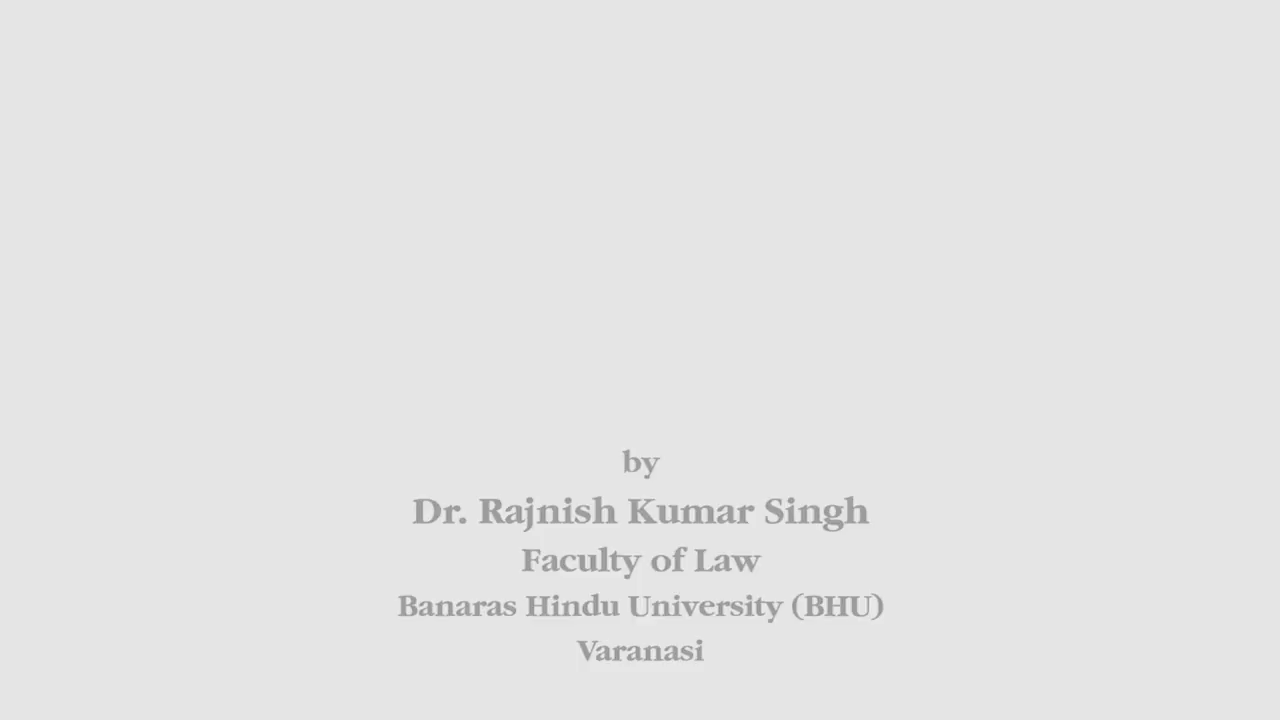 by
Dr. Rajnish Kumar Singh
Faculty of Law
Banaras Hindu University (BHU)
Varanasi